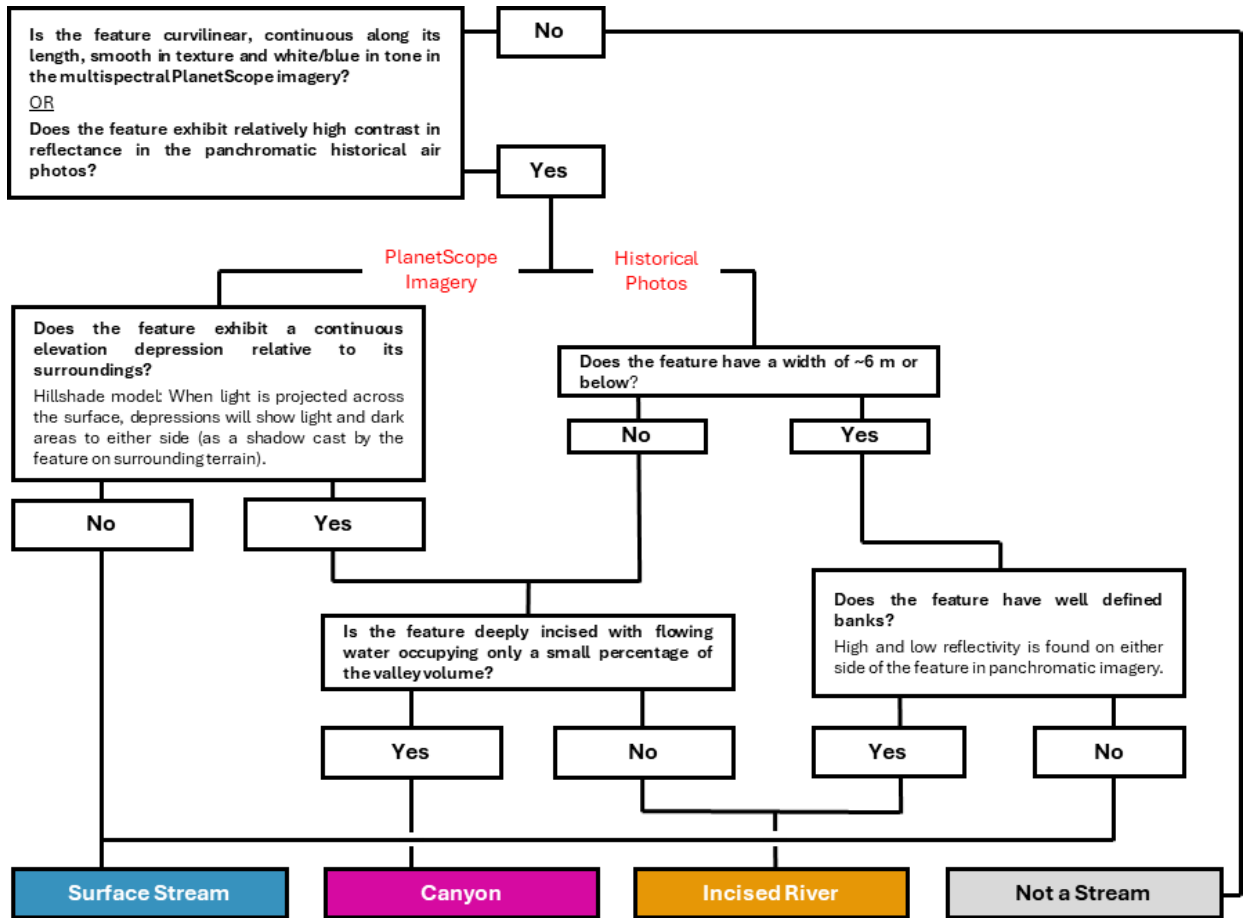 Is the feature curvilinear, continuous along its
length, smooth in texture and white/blue in tone in
the multispectral PlanetScope imagery?
OR
Does the feature exhibit relatively high contrast in
reflectance in the panchromatic historical air
photos?
No
Yes
PlanetScope
Imagery
Historical
Photos
Does the feature exhibit a continuous
elevation depression relative to its
surroundings?
Hillshade model: When light is projected across
the surface, depressions will show light and dark
areas to either side (as a shadow cast by the
feature on surrounding terrain).
Does the feature have a width of ~6 m or
below?
No
Yes
No
Yes
Is the feature deeply incised with flowing
water occupying only a small percentage of
the valley volume?
Does the feature have well defined
banks?
High and low reflectivity is found on either
side of the feature in panchromatic imagery.
Yes
No
Yes
No
Surface Stream
Canyon
Incised River
Not a Stream